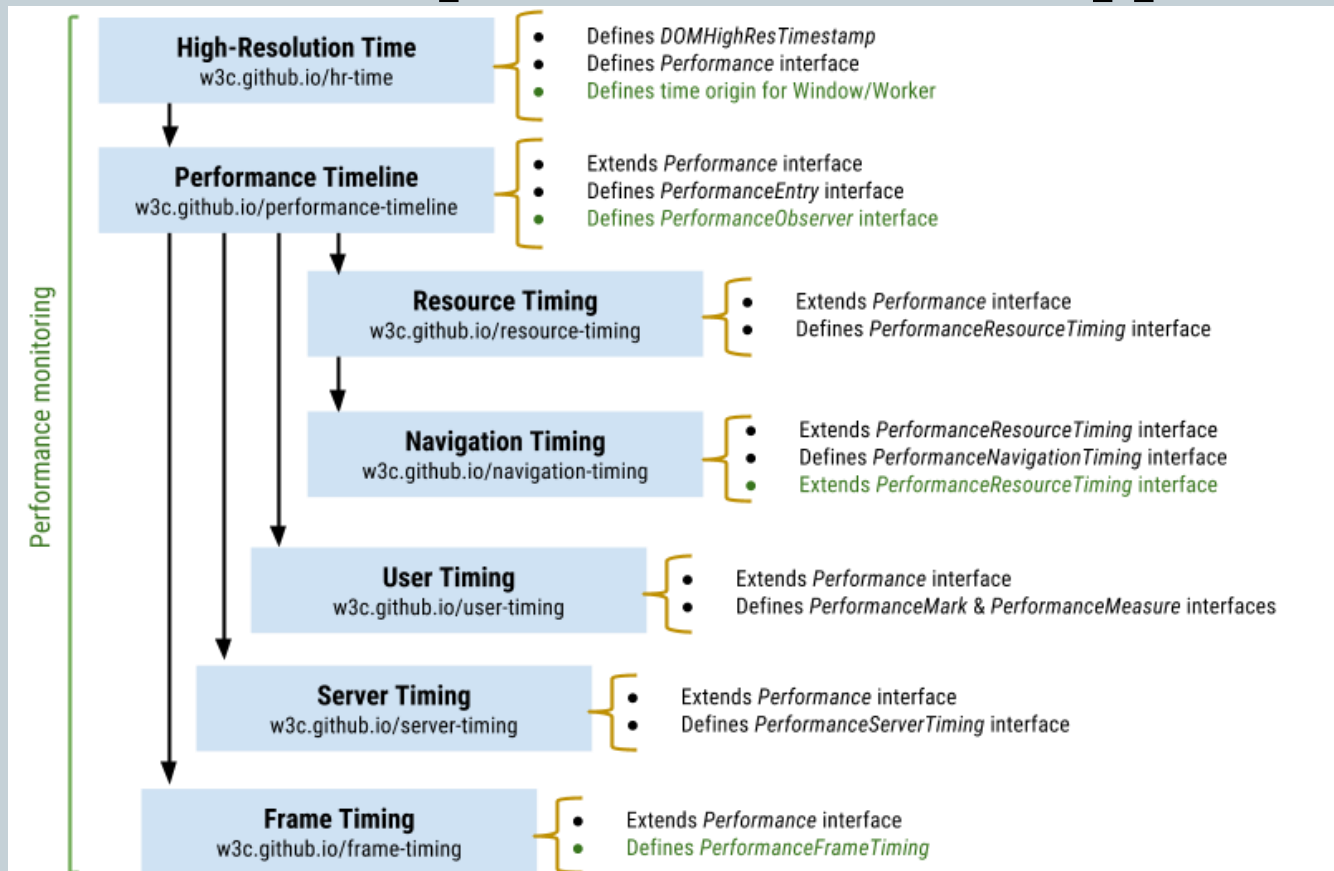 High-Resolution Time
w3c.github.io/hr-time
Defines DOMHighResTimestamp
Defines Performance interface
Defines time origin for Window/Worker
Performance Timeline
w3c.github.io/performance-timeline
Extends Performance interface
Defines PerformanceEntry interface
Defines PerformanceObserver interface
Performance monitoring
Resource Timing
w3c.github.io/resource-timing
Extends Performance interface
Defines PerformanceResourceTiming interface
Navigation Timing
w3c.github.io/navigation-timing
Extends PerformanceResourceTiming interface
Defines PerformanceNavigationTiming interface
Extends PerformanceResourceTiming interface
User Timing
w3c.github.io/user-timing
Extends Performance interface
Defines PerformanceMark & PerformanceMeasure interfaces
Server Timing
w3c.github.io/server-timing
Extends Performance interface
Defines PerformanceServerTiming interface
Frame Timing
w3c.github.io/frame-timing
Extends Performance interface
Defines PerformanceFrameTiming